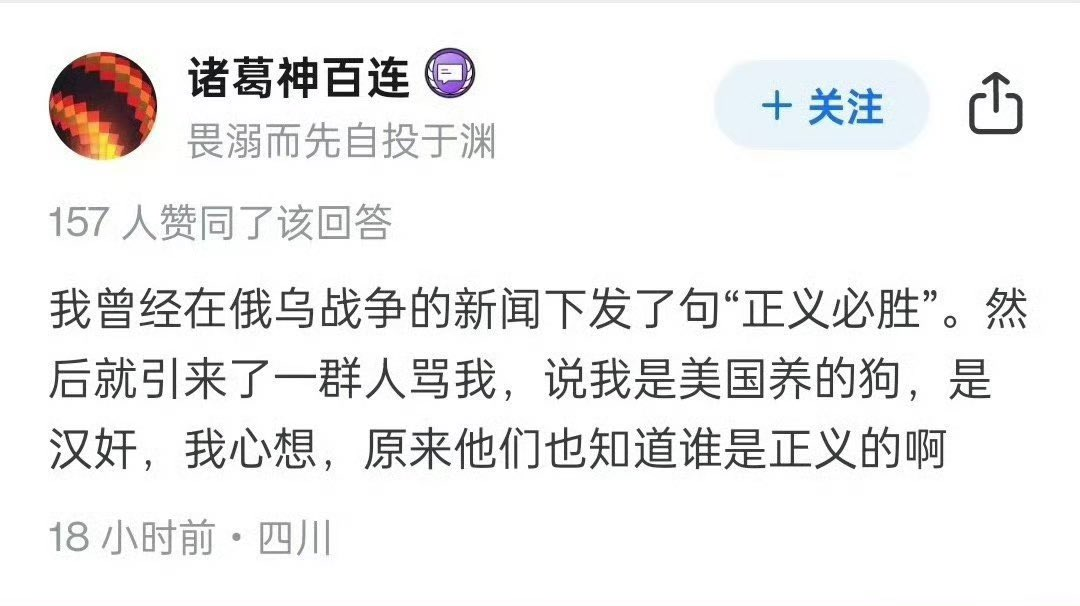 诸葛神百连
畏溺而先自投于渊
+ 关注
157 人赞同了该回答
我曾经在俄乌战争的新闻下发了句“正义必胜”。然
后就引来了一群人骂我，说我是美国养的狗，是
汉奸，我心想，原来他们也知道谁是正义的啊
18 小时前・四川